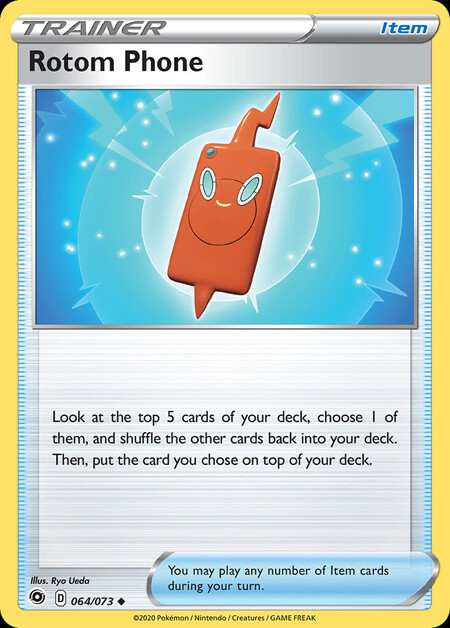 TRAINER Item
Rotom Phone
Look at the top 5 cards of your deck, choose 1 of
them, and shuffle the other cards back into your deck.
Then, put the card you chose on top of your deck.
Illus. Ryo Ueda
You may play any number of Item cards
during your turn.
D 064/073
©2020 Pokémon / Nintendo / Creatures / GAME FREAK